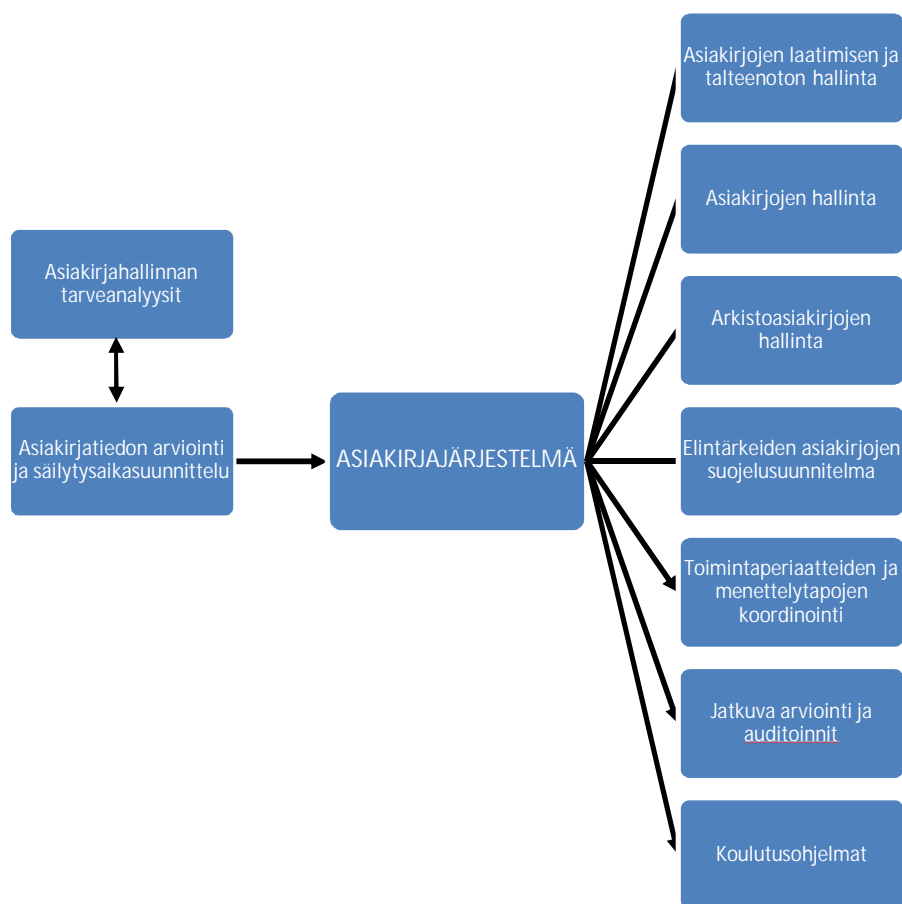 Asiakirjahallinnan
tarveanalyysit
Asiakirjatiedon arviointi
ja säilytysaikasuunnittelu
ASIAKIRJAJÄRJESTELMÄ
Asiakirjojen laatimisen ja
talteenoton hallinta
Asiakirjojen hallinta
Arkistoasiakirjojen
hallinta
Elintärkeiden asiakirjojen
suojelusuunnitelma
Toimintaperiaatteiden ja
menettelytapojen
koordinointi
Jatkuva arviointi ja
auditoinnit
Koulutusohjelmat